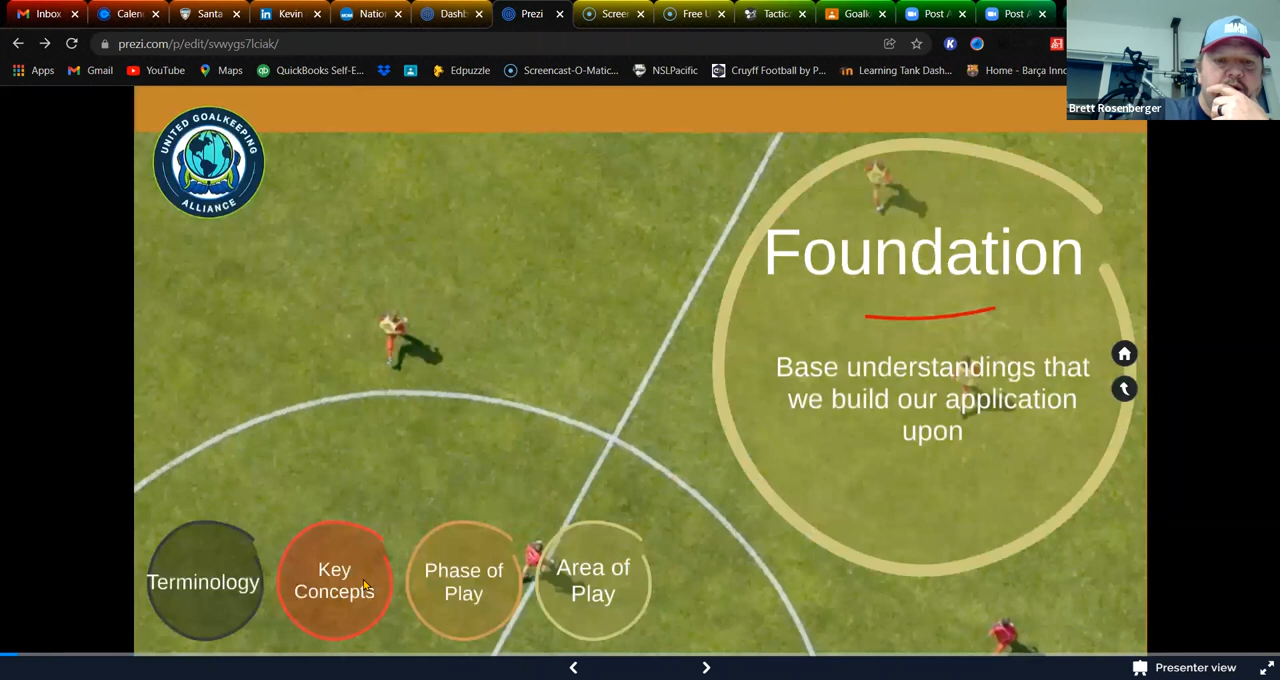 Inbox
Calen
Santa
Kevin
Natio
Dashb
Prezi
Screen
Free U
Tactica
Goalk
Post A
Post A
prezi.com/p/edit/svwygs7lciak/
Apps
Gmail
YouTube
Maps
QuickBooks Self-E...
Edpuzzle
Screencast-O-Matic...
NSLPacific
Cruyff Football by P...
Learning Tank Dash...
Home - Barça Inno
Brett Rosenberger
UNITED GOALKEEPING
ALLIANCE
Foundation
Base understandings that
we build our application
upon
Terminology
Key
Concepts
Phase of
Play
Area of
Play
Presenter view